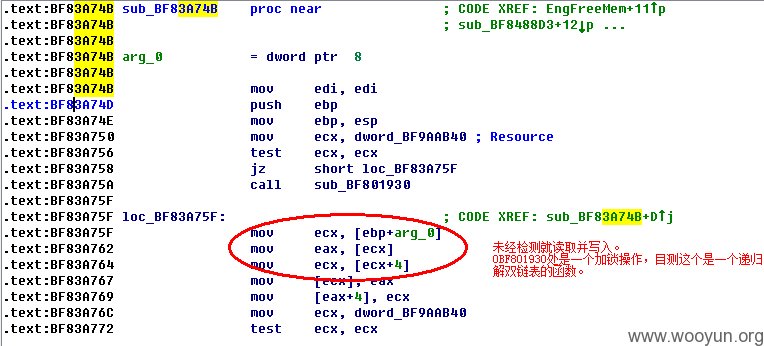 .text:BF83A74B sub_BF83A74B proc near ; CODE XREF: EngFreeMem+11↑p
.text:BF83A74B ; sub_BF8488D3+12↓p ...
.text:BF83A74B
.text:BF83A74B arg_0 = dword ptr 8
.text:BF83A74B
.text:BF83A74B mov edi, edi
.text:BF83A74D push ebp
.text:BF83A74E mov ebp, esp
.text:BF83A750 mov ecx, dword_BF9AAB40 ; Resource
.text:BF83A756 test ecx, ecx
.text:BF83A758 jz short loc_BF83A75F
.text:BF83A75A call sub_BF801930
.text:BF83A75F
.text:BF83A75F loc_BF83A75F: ; CODE XREF: sub_BF83A74B+D↑j
.text:BF83A75F mov ecx, [ebp+arg_0]
.text:BF83A762 mov eax, [ecx]
.text:BF83A764 mov ecx, [ecx+4]
.text:BF83A767 mov [ecx], eax
.text:BF83A769 mov [eax+4], ecx
.text:BF83A76C mov ecx, dword_BF9AAB40
.text:BF83A772 test ecx, ecx
未经检测就读取并写入。
0BF801930处是一个加锁操作，目测这个是一个递归
解双链表的函数。
www.wooyun.org